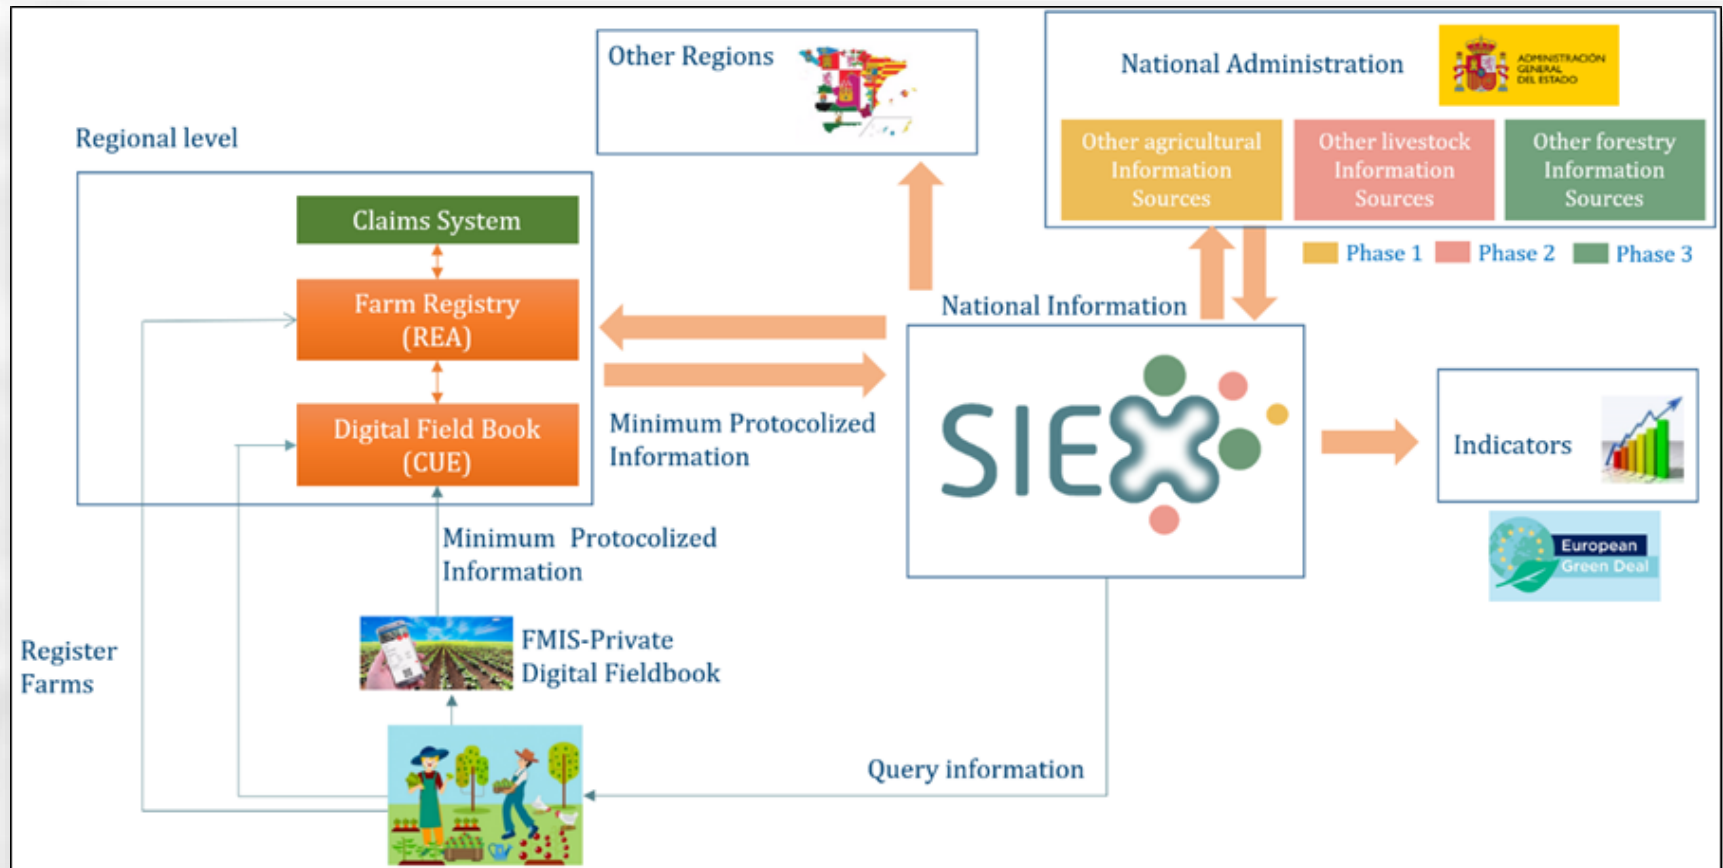 Other Regions
National Administration
ADMINISTRACIÓN
GENERAL
DEL ESTADO
Other agricultural
Information
Sources
Other livestock
Information
Sources
Other forestry
Information
Sources
Phase 1
Phase 2
Phase 3
Regional level
Claims System
Farm Registry
(REA)
Digital Field Book
(CUE)
National Information
SIEX
Minimum Protocolized
Information
Indicators
European
Green Deal
Minimum Protocolized
Information
FMIS-Private
Digital Fieldbook
Register
Farms
Query information